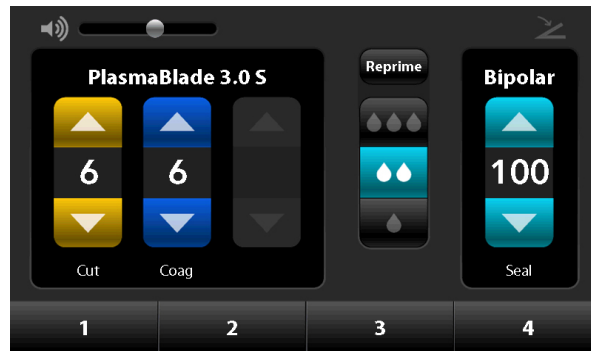 PlasmaBlade 3.0 S
Reprime
Bipolar
6
6
100
Cut
Coag
Seal
1
2
3
4